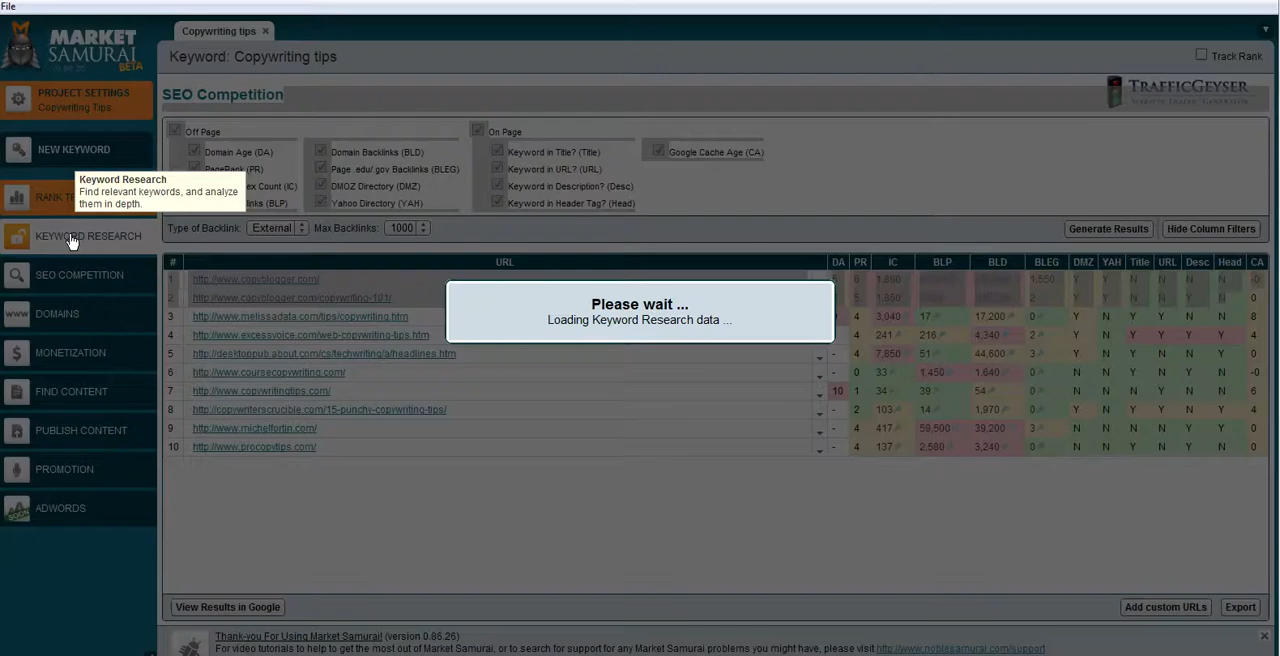 File
MARKET
SAMURAI
BETA
Copywriting tips
Keyword: Copywriting tips
Track Rank
PROJECT SETTINGS
Copywriting Tips
SEO Competition
TRAFFICGEYSER
NEW KEYWORD
Off Page
Domain Age (DA)
PageRank (PR)
Index Count (IC)
Domain Backlinks (BLD)
Page .edu/.gov Backlinks (BLEG)
DMOZ Directory (DMZ)
Yahoo Directory (YAH)
On Page
Keyword in Title? (Title)
Keyword in URL? (URL)
Keyword in Description? (Desc)
Keyword in Header Tag? (Head)
Google Cache Age (CA)
Keyword Research
Find relevant keywords, and analyze
them in depth.
KEYWORD RESEARCH
Type of Backlink: External Max Backlinks: 1000
Generate Results
Hide Column Filters
# URL DA PR IC BLP BLD BLEG DMZ YAH Title URL Desc Head CA
1 http://www.copyblogger.com/ 6 1,550 -0
2 http://www.copyblogger.com/copywriting-101/ 5 1,850 2 0
3 http://www.melissadata.com/tips/copywriting.htm 4 3,040 17 17,200 0 Y N Y Y Y N 8
4 http://www.excessvoice.com/web-copywriting-tips.htm 4 241 216 4,340 2 Y N Y Y Y Y 4
5 http://desktoppub.about.com/cs/techwriting/a/headlines.htm - 4 7,850 51 44,600 3 Y N Y N Y N 4
6 http://www.coursecopywriting.com/ - 0 33 1,450 1,640 0 N N Y N N N -0
7 http://www.copywritingtips.com/ 10 1 34 39 54 0 N N Y Y N N 6
8 http://copywriterscrucible.com/15-punchy-copywriting-tips/ - 2 103 14 1,970 0 Y N Y Y Y Y 4
9 http://www.michelfortin.com/ - 4 417 59,500 39,200 3 N N Y N Y N 0
10 http://www.procopytips.com/ - 4 137 2,580 3,240 0 N N Y N Y N 0
Please wait ...
Loading Keyword Research data ...
SEO COMPETITION
www DOMAINS
MONETIZATION
FIND CONTENT
PUBLISH CONTENT
PROMOTION
ADWORDS
View Results in Google
Add custom URLs
Export
Thank-you For Using Market Samurai! (version 0.85.26)
For video tutorials to help to get the most out of Market Samurai, or to search for support for any Market Samurai problems you might have, please visit http://www.noblesamurai.com/support